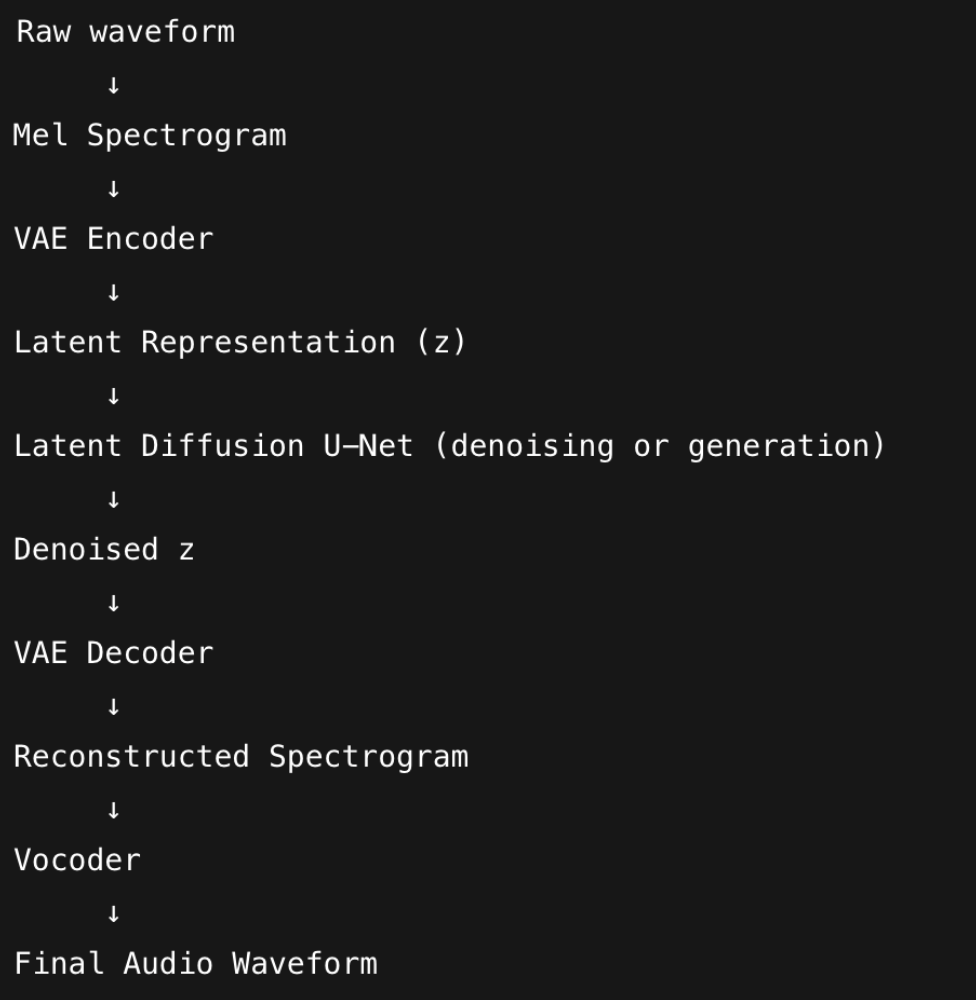 Raw waveform
↓
Mel Spectrogram
↓
VAE Encoder
↓
Latent Representation (z)
↓
Latent Diffusion U–Net (denoising or generation)
↓
Denoised z
↓
VAE Decoder
↓
Reconstructed Spectrogram
↓
Vocoder
↓
Final Audio Waveform